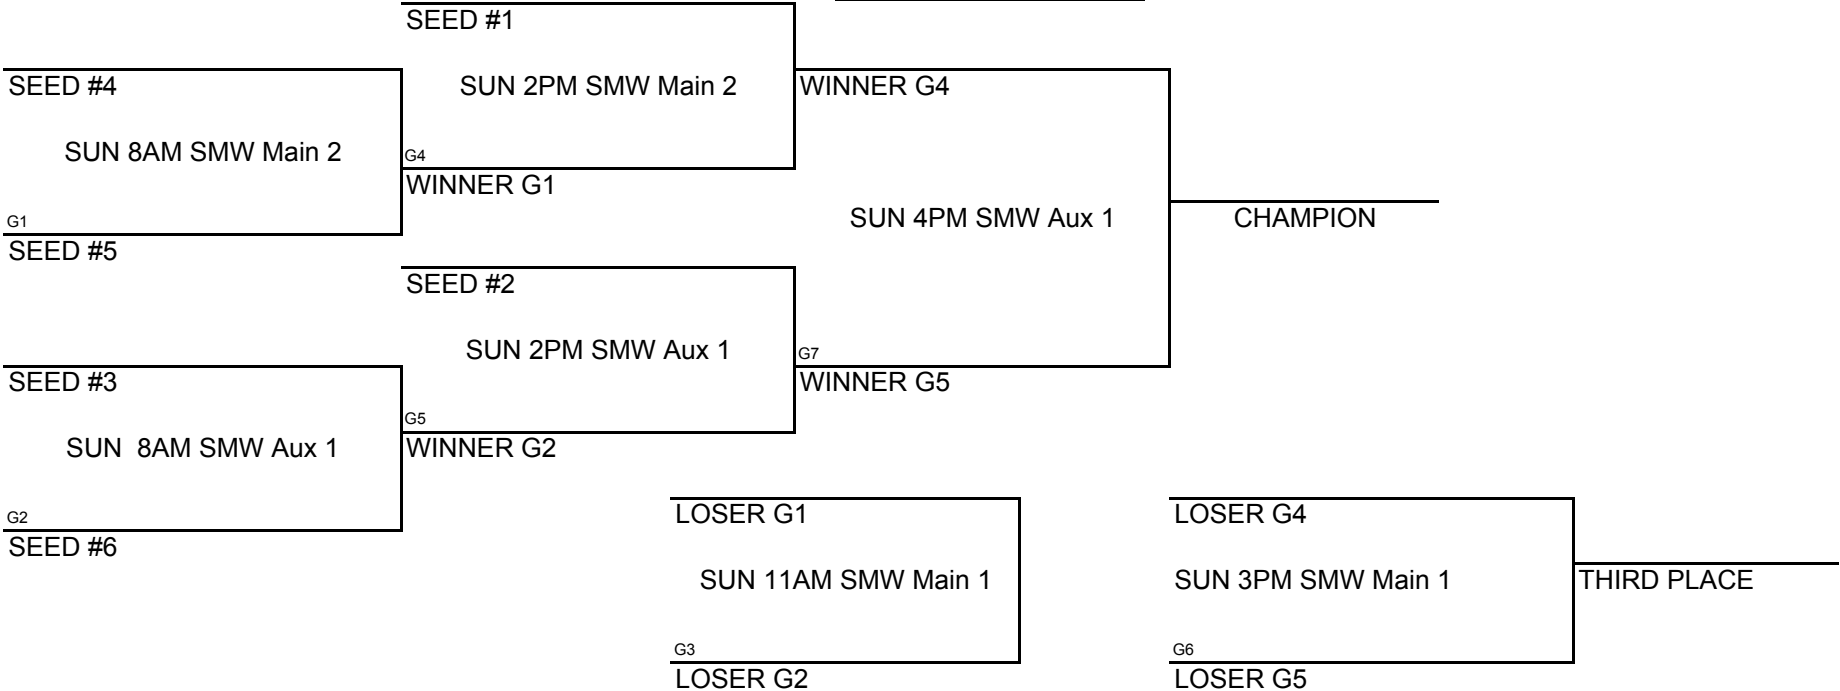 SEED #1
SEED #4
SUN 2PM SMW Main 2
WINNER G4
SUN 8AM SMW Main 2
G4
WINNER G1
G1
SUN 4PM SMW Aux 1
CHAMPION
SEED #5
SEED #2
SUN 2PM SMW Aux 1
G7
SEED #3
WINNER G5
G5
SUN  8AM SMW Aux 1
WINNER G2
G2
LOSER G1
LOSER G4
SEED #6
SUN 11AM SMW Main 1
SUN 3PM SMW Main 1
THIRD PLACE
G3
G6
LOSER G2
LOSER G5